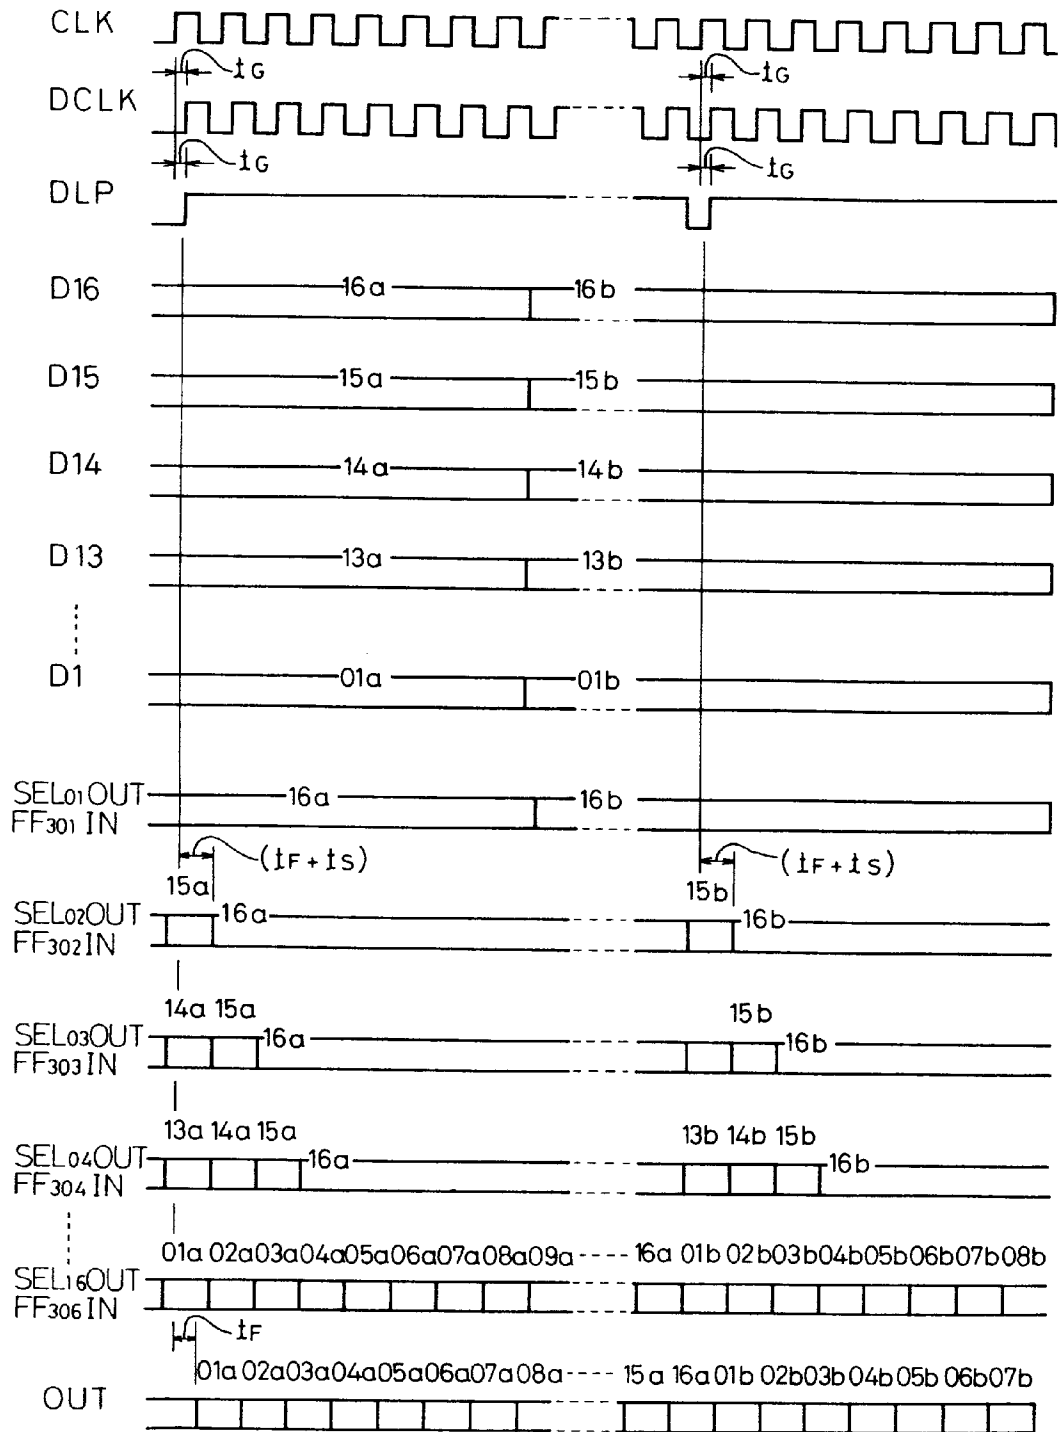 CLK
tG tG
DCLK
tG tG
DLP
D16 16a 16b
D15 15a 15b
D14 14a 14b
D13 13a 13b
D1 01a 01b
SEL01OUT 16a 16b
FF301 IN
(tF + tS) (tF + tS)
15a 15b
SEL02OUT 16a 16b
FF302IN
14a 15a 15b
SEL03OUT 16a 16b
FF303IN
13a 14a 15a 13b 14b 15b
SEL04OUT 16a 16b
FF304 IN
01a 02a 03a 04a 05a 06a 07a 08a 09a 16a 01b 02b 03b 04b 05b 06b 07b 08b
SEL16OUT
FF306 IN
tF
01a 02a 03a 04a 05a 06a 07a 08a 15a 16a 01b 02b 03b 04b 05b 06b 07b
OUT